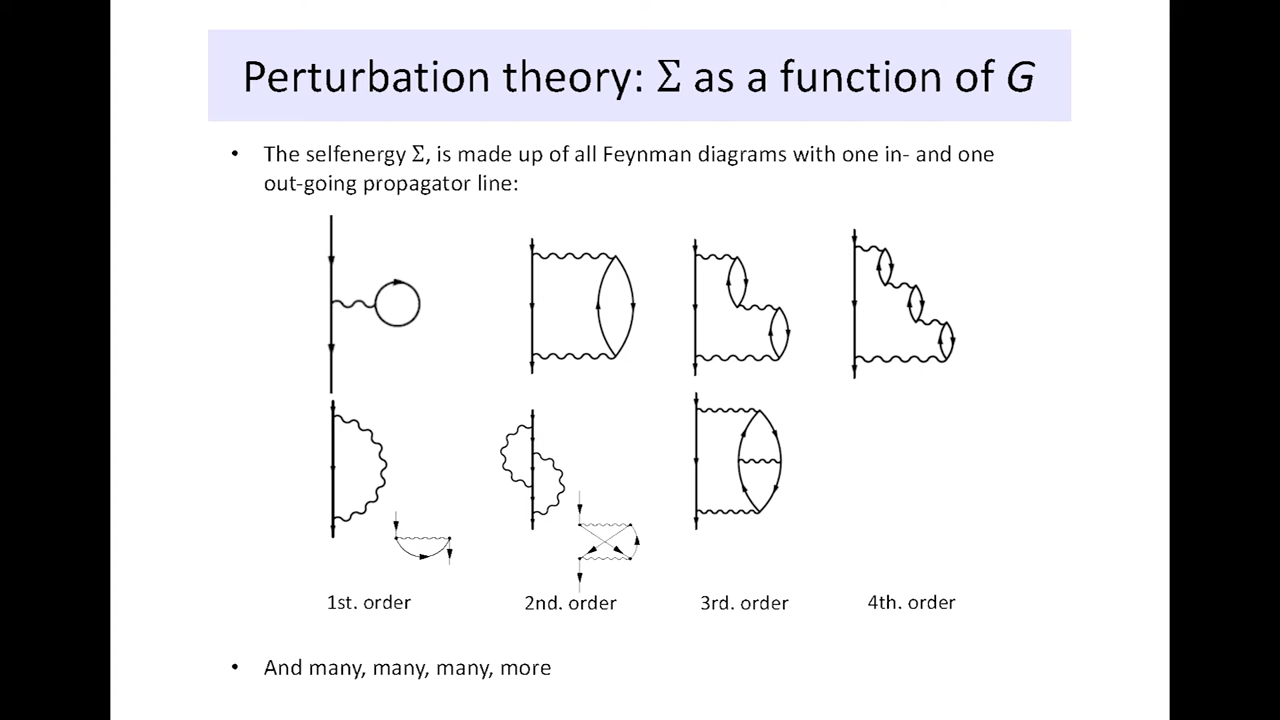 Perturbation theory: Σ as a function of G
• The selfenergy Σ, is made up of all Feynman diagrams with one in- and one
out-going propagator line:
1st. order
2nd. order
3rd. order
4th. order
• And many, many, many, more